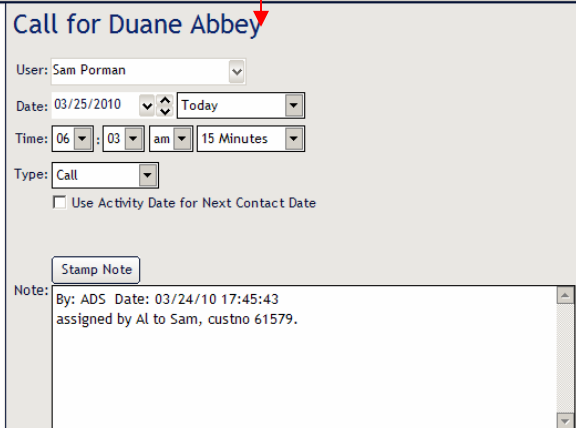 Call for Duane Abbey
User: Sam Porman
Date: 03/25/2010 Today
Time: 06 : 03 am 15 Minutes
Type: Call
Use Activity Date for Next Contact Date
Stamp Note
Note:
By: ADS Date: 03/24/10 17:45:43
assigned by Al to Sam, custno 61579.